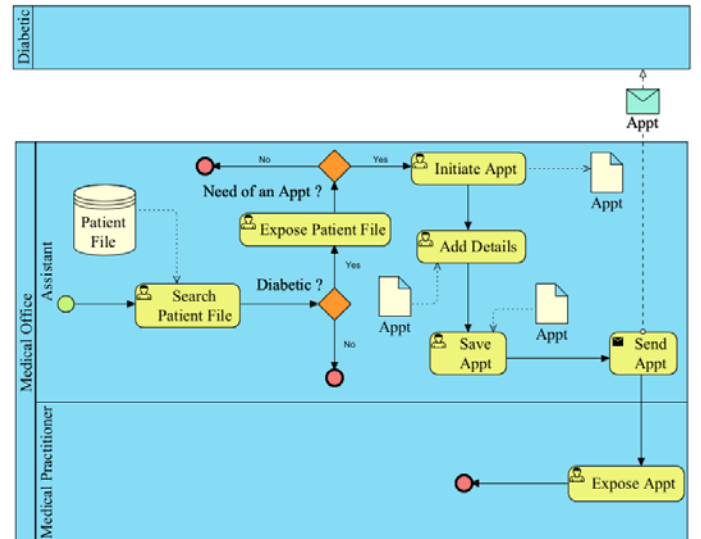 Diabetic
Appt
Medical Office
Assistant
No
Yes
Initiate Appt
Appt
Need of an Appt ?
Patient
File
Expose Patient File
Add Details
Yes
Diabetic ?
Search
Patient File
Appt
Appt
No
Save
Appt
Send
Appt
Medical Practitioner
Expose Appt